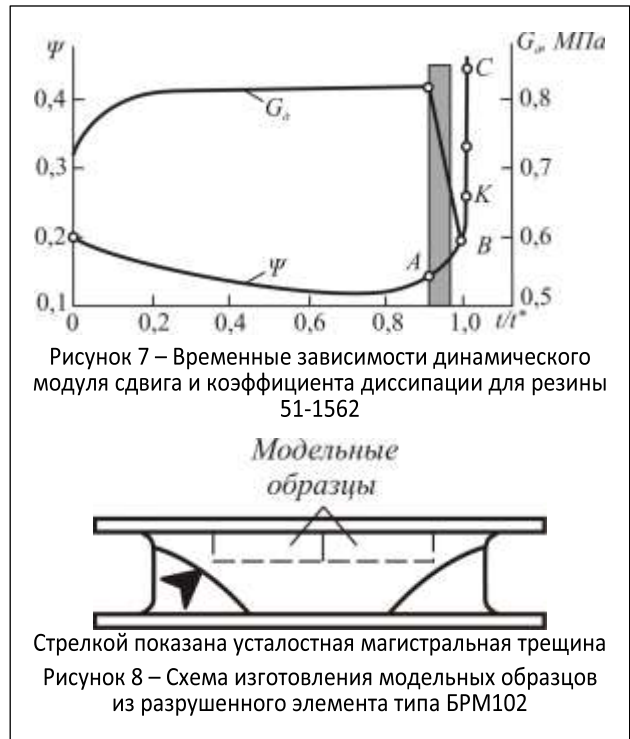 Ψ Gₐ, МПа
C
0,4 0,8
Gₐ
0,3 0,7
K
0,2 0,6
A B
Ψ
0,1 0,5
0 0,2 0,4 0,6 0,8 1,0 t/t*
Рисунок 7 – Временные зависимости динамического
модуля сдвига и коэффициента диссипации для резины
51-1562
Модельные
образцы
Стрелкой показана усталостная магистральная трещина
Рисунок 8 – Схема изготовления модельных образцов
из разрушенного элемента типа БРМ102